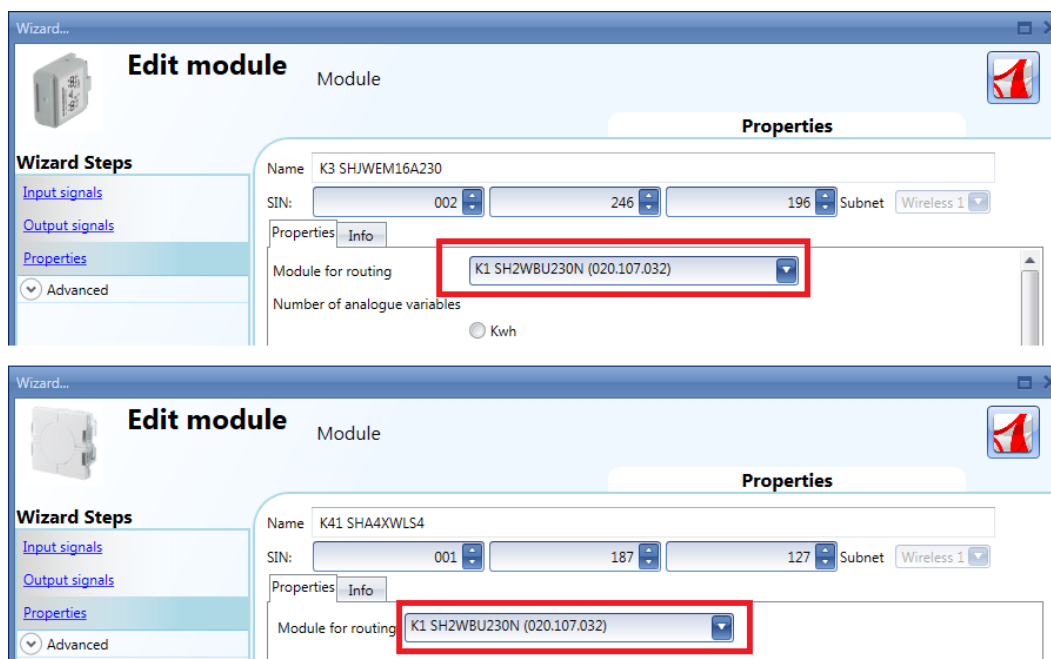 Wizard...
Edit module Module
Properties
Wizard Steps
Input signals
Output signals
Properties
Advanced
Name K3 SHJWEM16A230
SIN: 002 246 196 Subnet Wireless 1
Properties Info
Module for routing K1 SH2WBU230N (020.107.032)
Number of analogue variables
Kwh
Wizard...
Edit module Module
Properties
Wizard Steps
Input signals
Output signals
Properties
Advanced
Name K41 SHA4XWLS4
SIN: 001 187 127 Subnet Wireless 1
Properties Info
Module for routing K1 SH2WBU230N (020.107.032)